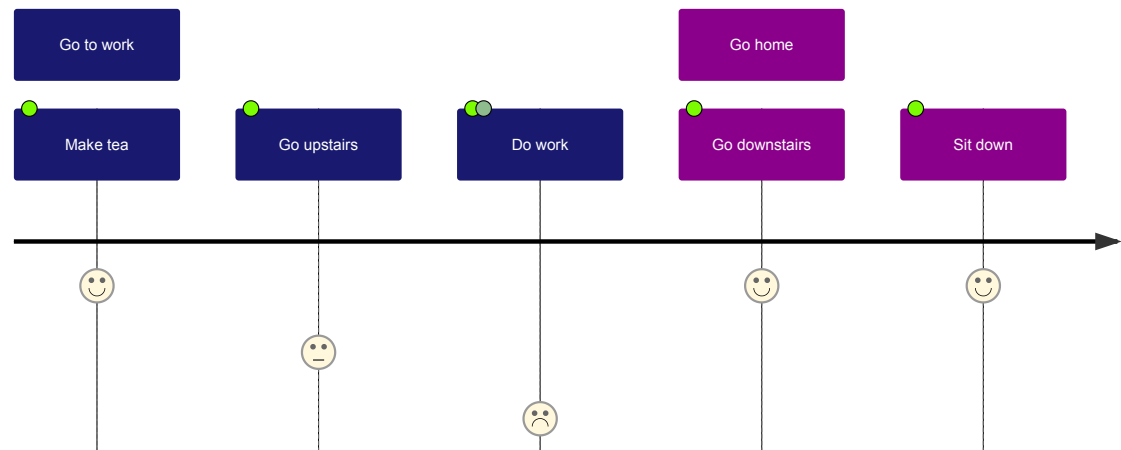 Go to work
Go home
Make tea
Go upstairs
Do work
Go downstairs
Sit down